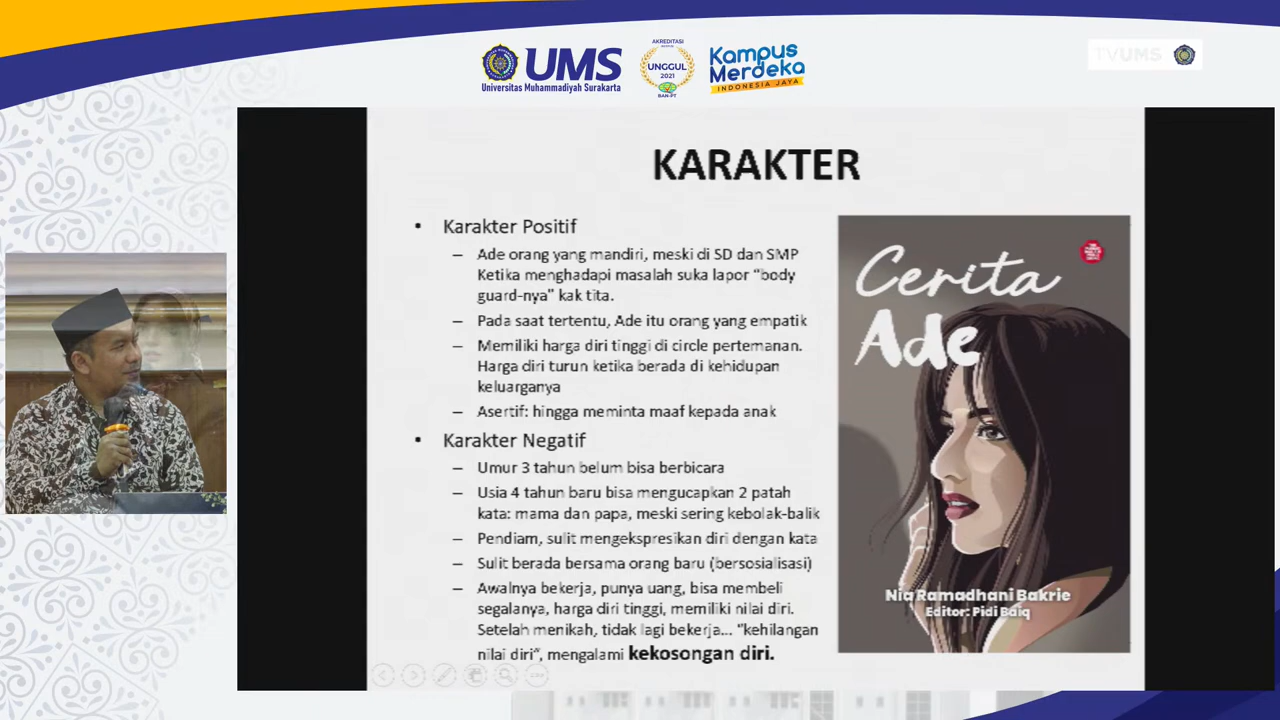 UMS
Universitas Muhammadiyah Surakarta
AKREDITASI
UNGGUL
2021
BAN-PT
Kampus
Merdeka
INDONESIA JAYA
TVUMS
KARAKTER
• Karakter Positif
– Ade orang yang mandiri, meski di SD dan SMP
Ketika menghadapi masalah suka lapor “body
guard-nya” kak tita.
– Pada saat tertentu, Ade itu orang yang empatik
– Memiliki harga diri tinggi di circle pertemanan.
Harga diri turun ketika berada di kehidupan
keluarganya
– Asertif: hingga meminta maaf kepada anak
• Karakter Negatif
– Umur 3 tahun belum bisa berbicara
– Usia 4 tahun baru bisa mengucapkan 2 patah
kata: mama dan papa, meski sering kebolak-balik
– Pendiam, sulit mengekspresikan diri dengan kata
– Sulit berada bersama orang baru (bersosialisasi)
– Awalnya bekerja, punya uang, bisa membeli
segalanya, harga diri tinggi, memiliki nilai diri.
Setelah menikah, tidak lagi bekerja... “kehilangan
nilai diri”, mengalami kekosongan diri.
Cerita
Ade
Nia Ramadhani Bakrie
Editor: Pidi Baiq